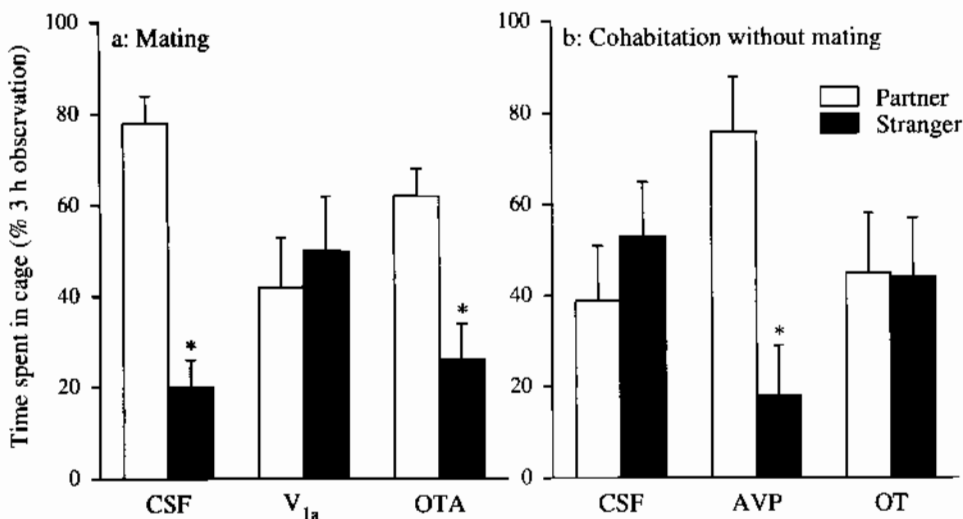 Time spent in cage (% 3 h observation)
100
80
60
40
20
0
a: Mating
*
*
CSF V1a OTA
100
80
60
40
20
0
b: Cohabitation without mating
Partner
Stranger
*
CSF AVP OT